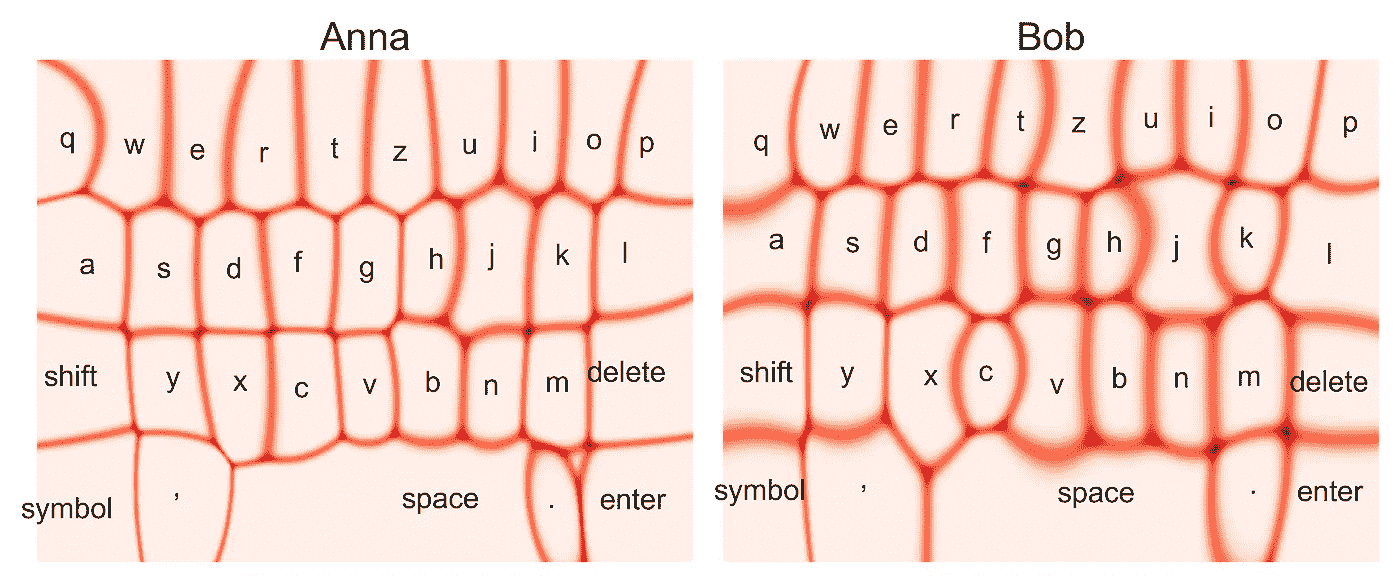 Anna
q w e r t z u i o p
a s d f g h j k l
shift y x c v b n m delete
symbol , space . enter
Bob
q w e r t z u i o p
a s d f g h j k l
shift y x c v b n m delete
symbol , space . enter